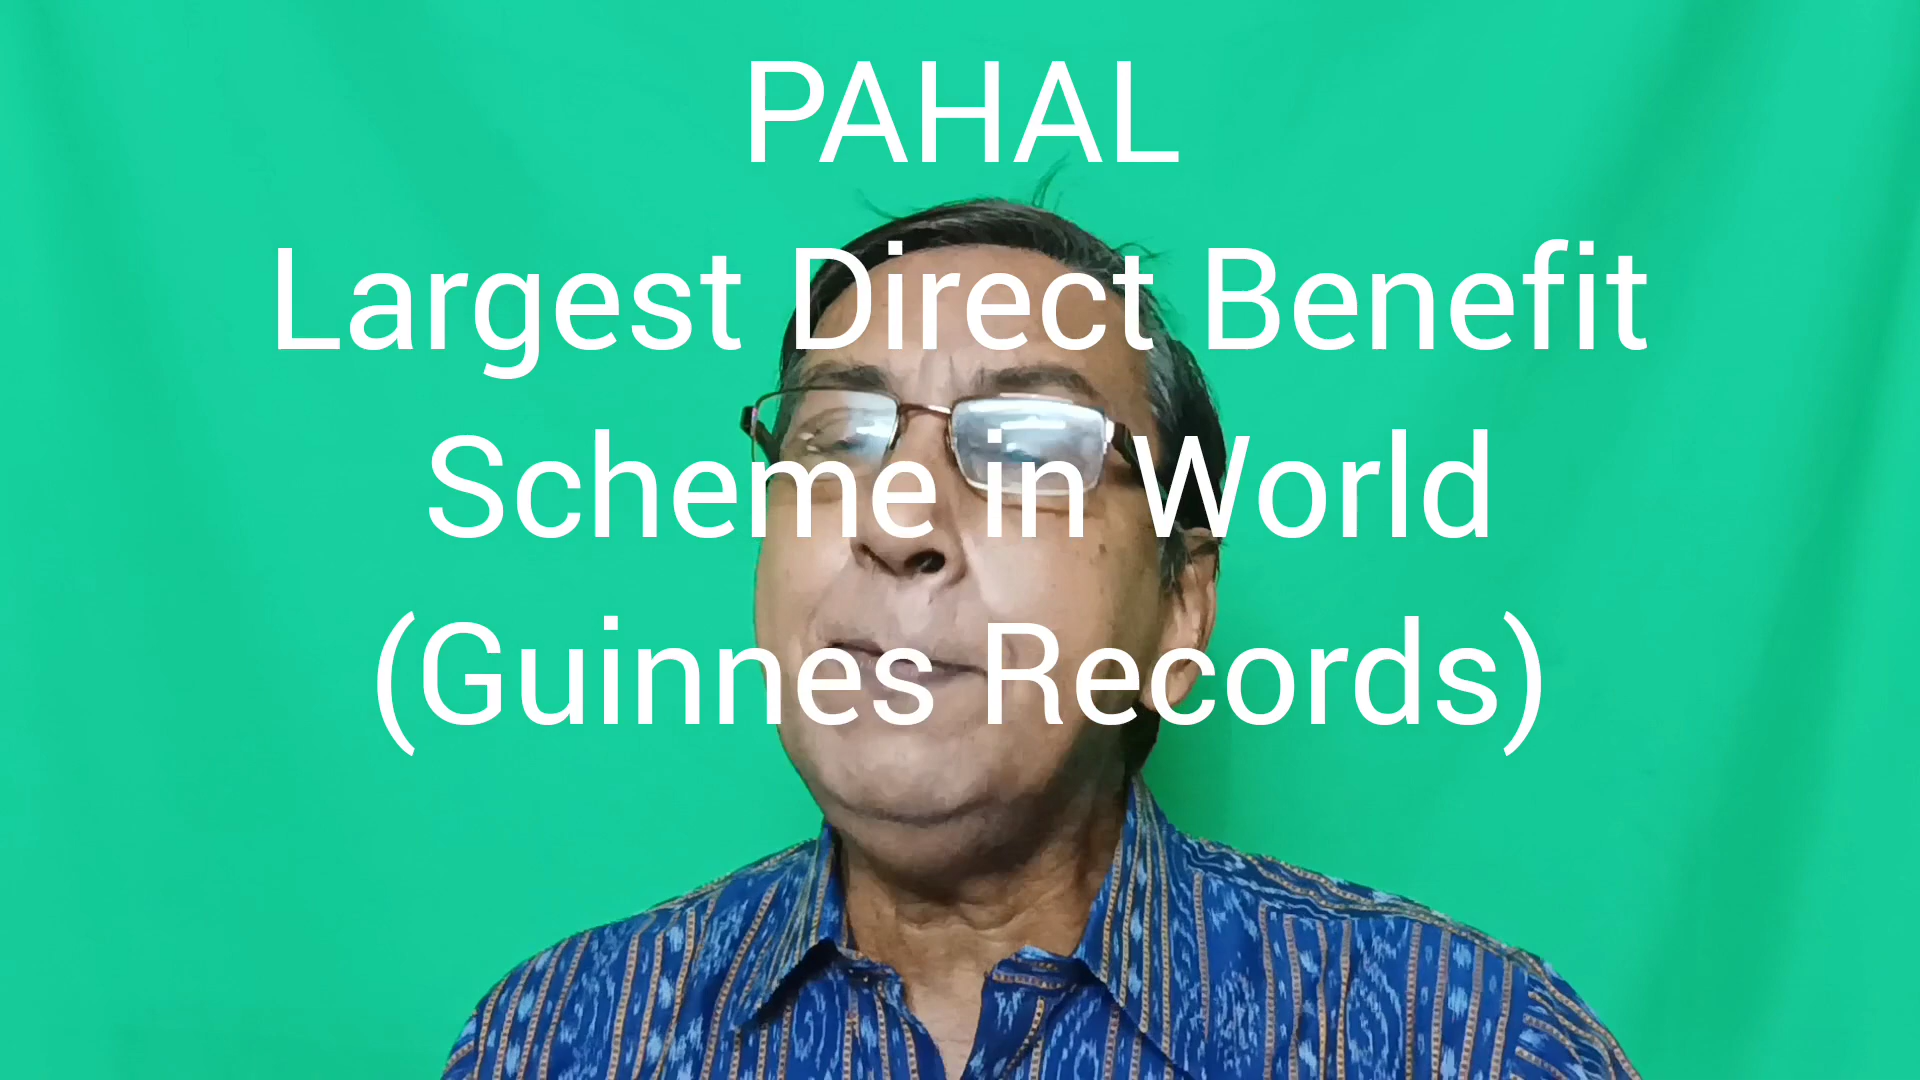 PAHAL
Largest Direct Benefit
Scheme in World
(Guinnes Records)